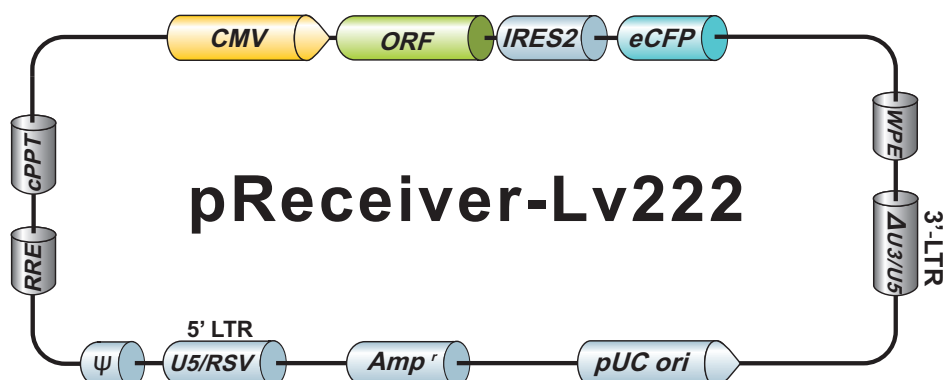 CMV
ORF
IRES2
eCFP
cPPT
WPE
pReceiver-Lv222
RRE
ΔU3/U5
3'-LTR
5' LTR
Ψ
U5/RSV
Amp r
pUC ori